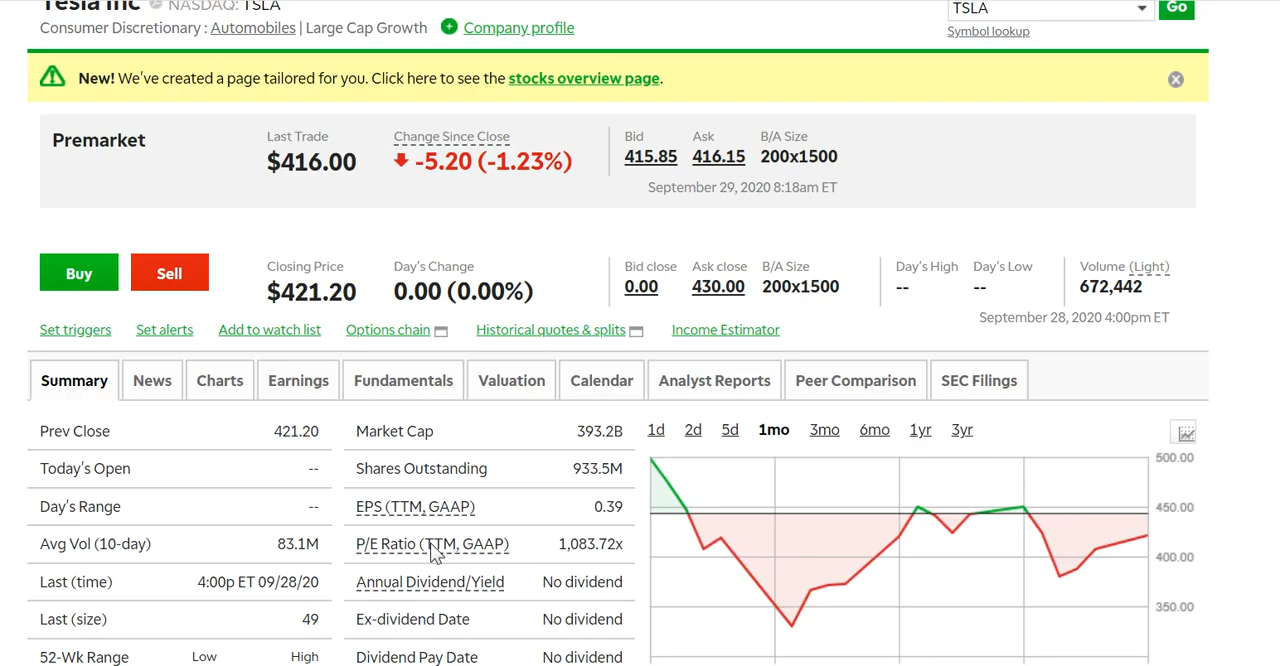 Tesla Inc NASDAQ: TSLA
Consumer Discretionary : Automobiles | Large Cap Growth Company profile
TSLA Go
Symbol lookup
New! We've created a page tailored for you. Click here to see the stocks overview page.
Premarket
Last Trade
$416.00
Change Since Close
-5.20 (-1.23%)
Bid Ask B/A Size
415.85 416.15 200x1500
September 29, 2020 8:18am ET
Buy Sell
Closing Price
$421.20
Day's Change
0.00 (0.00%)
Bid close Ask close B/A Size
0.00 430.00 200x1500
Day's High Day's Low
-- --
Volume (Light)
672,442
September 28, 2020 4:00pm ET
Set triggers Set alerts Add to watch list Options chain Historical quotes & splits Income Estimator
Summary News Charts Earnings Fundamentals Valuation Calendar Analyst Reports Peer Comparison SEC Filings
Prev Close 421.20
Today's Open --
Day's Range --
Avg Vol (10-day) 83.1M
Last (time) 4:00p ET 09/28/20
Last (size) 49
52-Wk Range Low High
Market Cap 393.2B
Shares Outstanding 933.5M
EPS (TTM, GAAP) 0.39
P/E Ratio (TTM, GAAP) 1,083.72x
Annual Dividend/Yield No dividend
Ex-dividend Date No dividend
Dividend Pay Date No dividend
1d 2d 5d 1mo 3mo 6mo 1yr 3yr
500.00
450.00
400.00
350.00